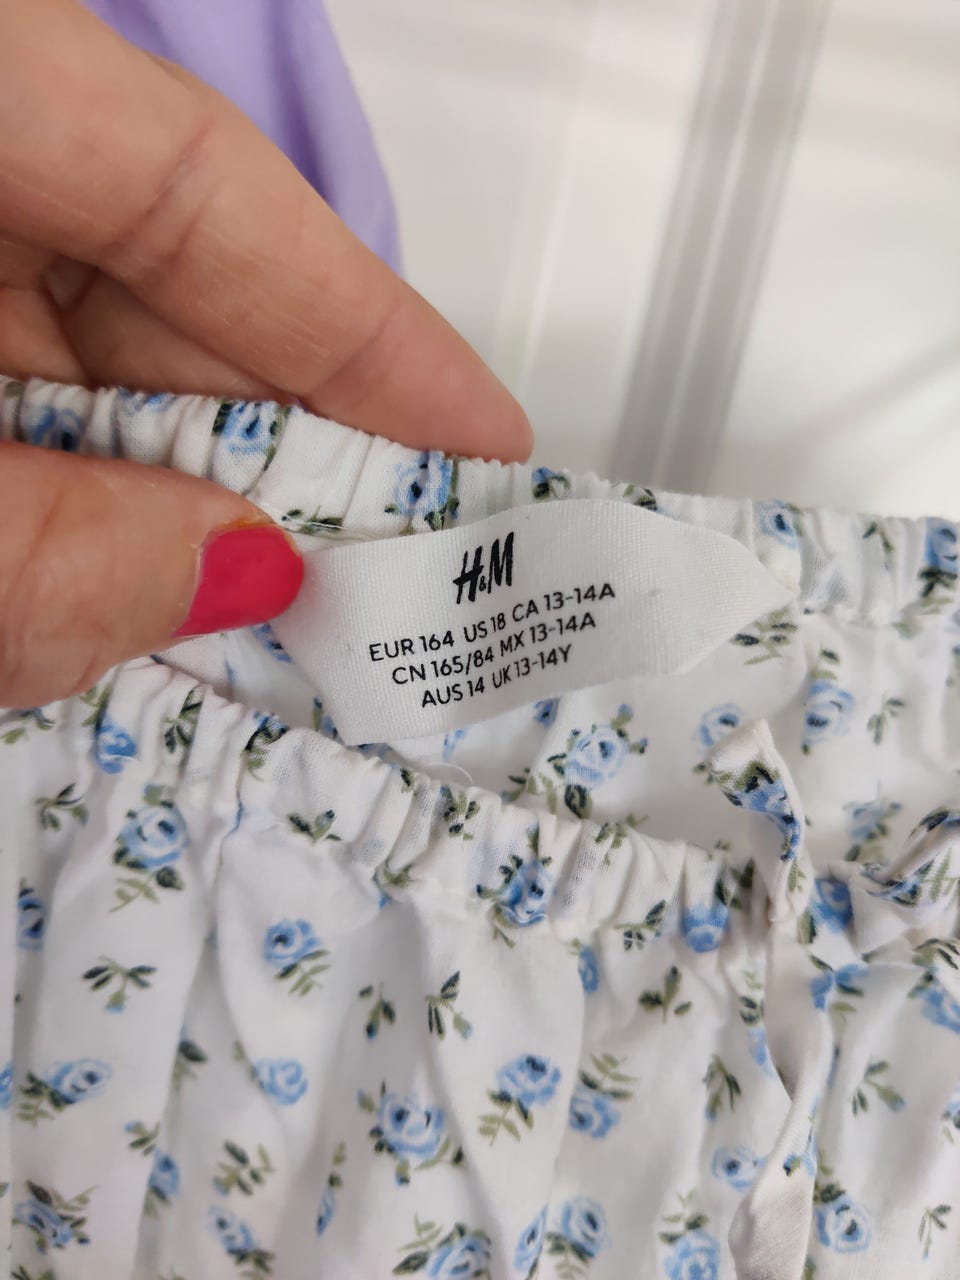 H&M
EUR 164 US 18 CA 13-14A
CN 165/84 MX 13-14A
AUS 14 UK 13-14Y